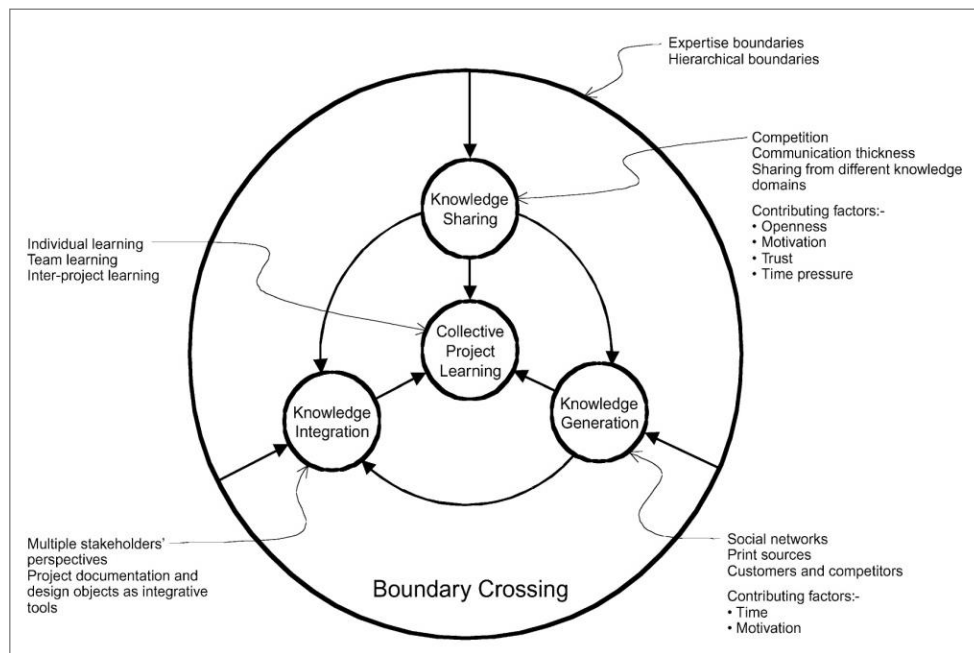 Expertise boundaries
Hierarchical boundaries
Competition
Communication thickness
Sharing from different knowledge
domains
Contributing factors:-
• Openness
• Motivation
• Trust
• Time pressure
Knowledge
Sharing
Individual learning
Team learning
Inter-project learning
Collective
Project
Learning
Knowledge
Integration
Knowledge
Generation
Multiple stakeholders'
perspectives
Project documentation and
design objects as integrative
tools
Social networks
Print sources
Customers and competitors
Contributing factors:-
• Time
• Motivation
Boundary Crossing